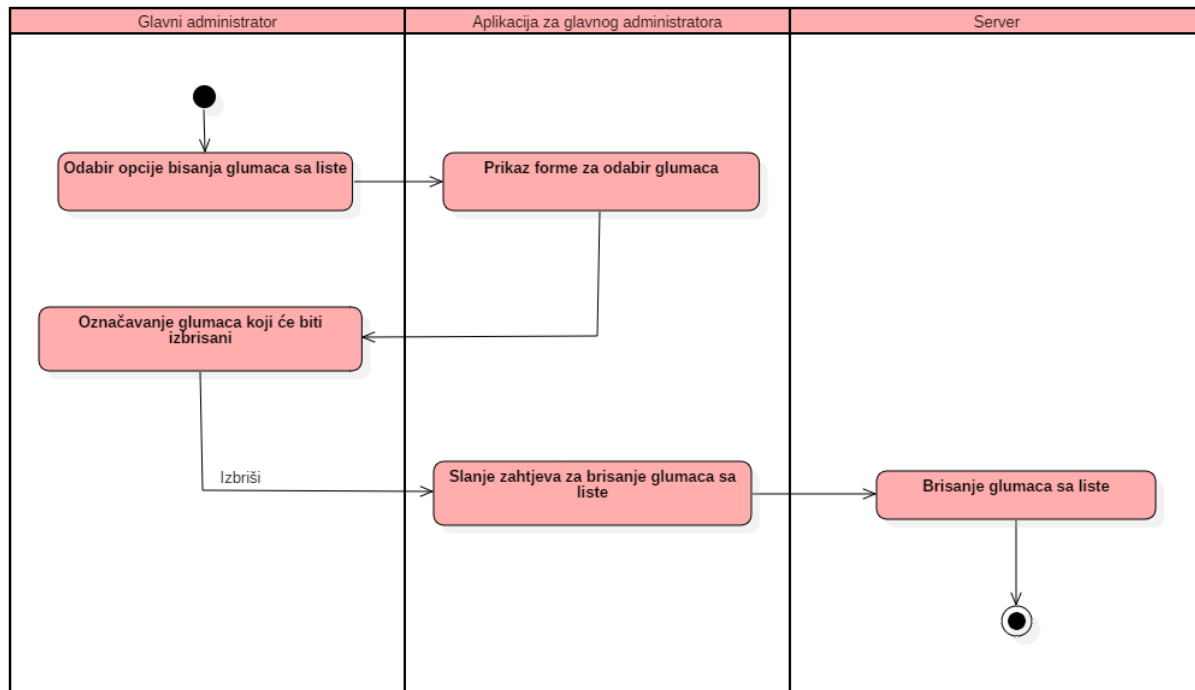 Glavni administrator
Aplikacija za glavnog administratora
Server
Odabir opcije bisanja glumaca sa liste
Prikaz forme za odabir glumaca
Označavanje glumaca koji će biti
izbrisani
Izbriši
Slanje zahtjeva za brisanje glumaca sa
liste
Brisanje glumaca sa liste